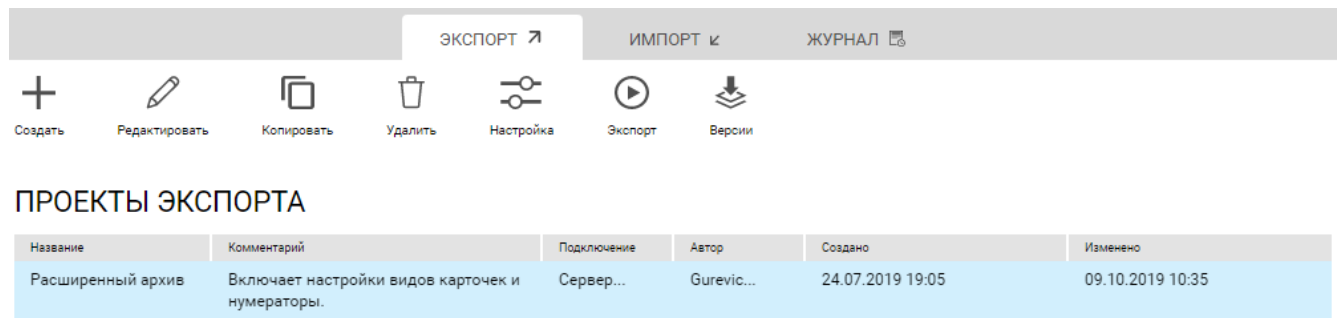 ЭКСПОРТ ИМПОРТ ЖУРНАЛ
Создать Редактировать Копировать Удалить Настройка Экспорт Версии
ПРОЕКТЫ ЭКСПОРТА
Название Комментарий Подключение Автор Создано Изменено
Расширенный архив Включает настройки видов карточек и Сервер... Gurevic... 24.07.2019 19:05 09.10.2019 10:35
нумераторы.